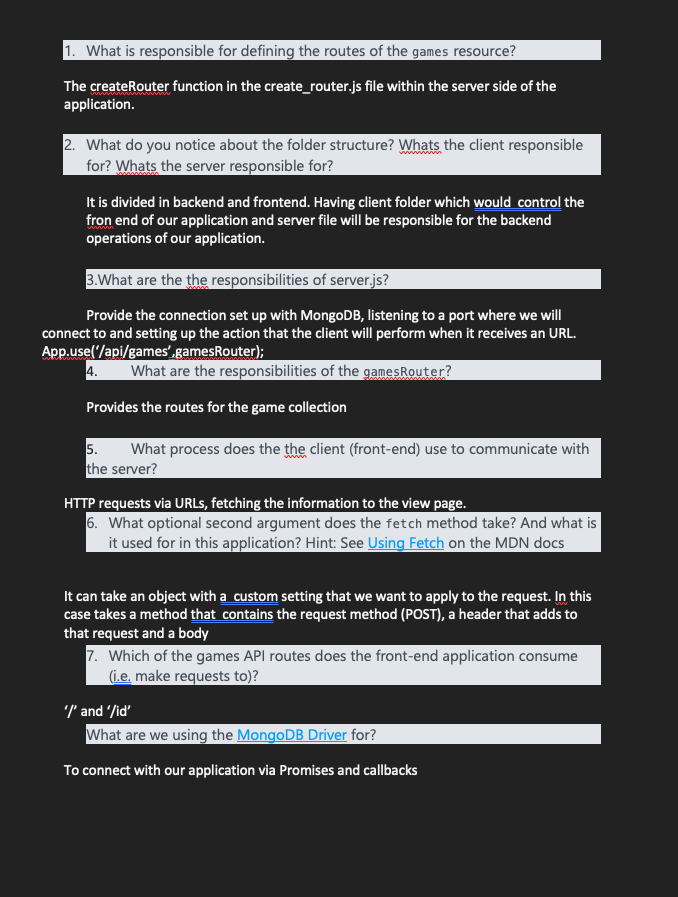 1. What is responsible for defining the routes of the games resource?
The createRouter function in the create_router.js file within the server side of the
application.
2. What do you notice about the folder structure? Whats the client responsible
for? Whats the server responsible for?
It is divided in backend and frontend. Having client folder which would control the
fron end of our application and server file will be responsible for the backend
operations of our application.
3.What are the the responsibilities of server.js?
Provide the connection set up with MongoDB, listening to a port where we will
connect to and setting up the action that the client will perform when it receives an URL.
App.use(‘/api/games’,gamesRouter);
4. What are the responsibilities of the gamesRouter?
Provides the routes for the game collection
5. What process does the the client (front-end) use to communicate with
the server?
HTTP requests via URLs, fetching the information to the view page.
6. What optional second argument does the fetch method take? And what is
it used for in this application? Hint: See Using Fetch on the MDN docs
It can take an object with a custom setting that we want to apply to the request. In this
case takes a method that contains the request method (POST), a header that adds to
that request and a body
7. Which of the games API routes does the front-end application consume
(i.e. make requests to)?
‘/’ and ‘/id’
What are we using the MongoDB Driver for?
To connect with our application via Promises and callbacks